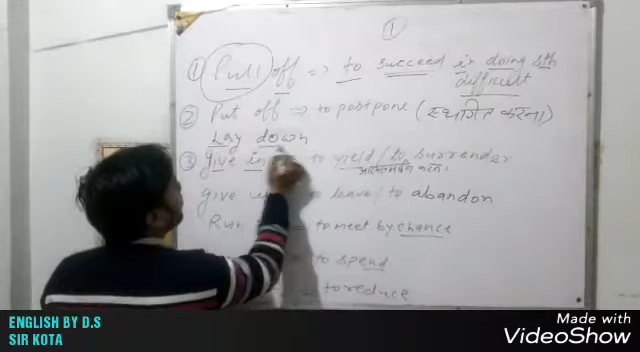 ①
① Pull off => to succeed in doing sth
difficult
② Put off => to postpone (स्थगित करना)
Lay down
③ give in to yield / to surrender
आत्मसमर्पण करना
give to leave / to abandon
Run to meet by chance
to spend
to reduce
ENGLISH BY D.S
SIR KOTA
Made with
VideoShow